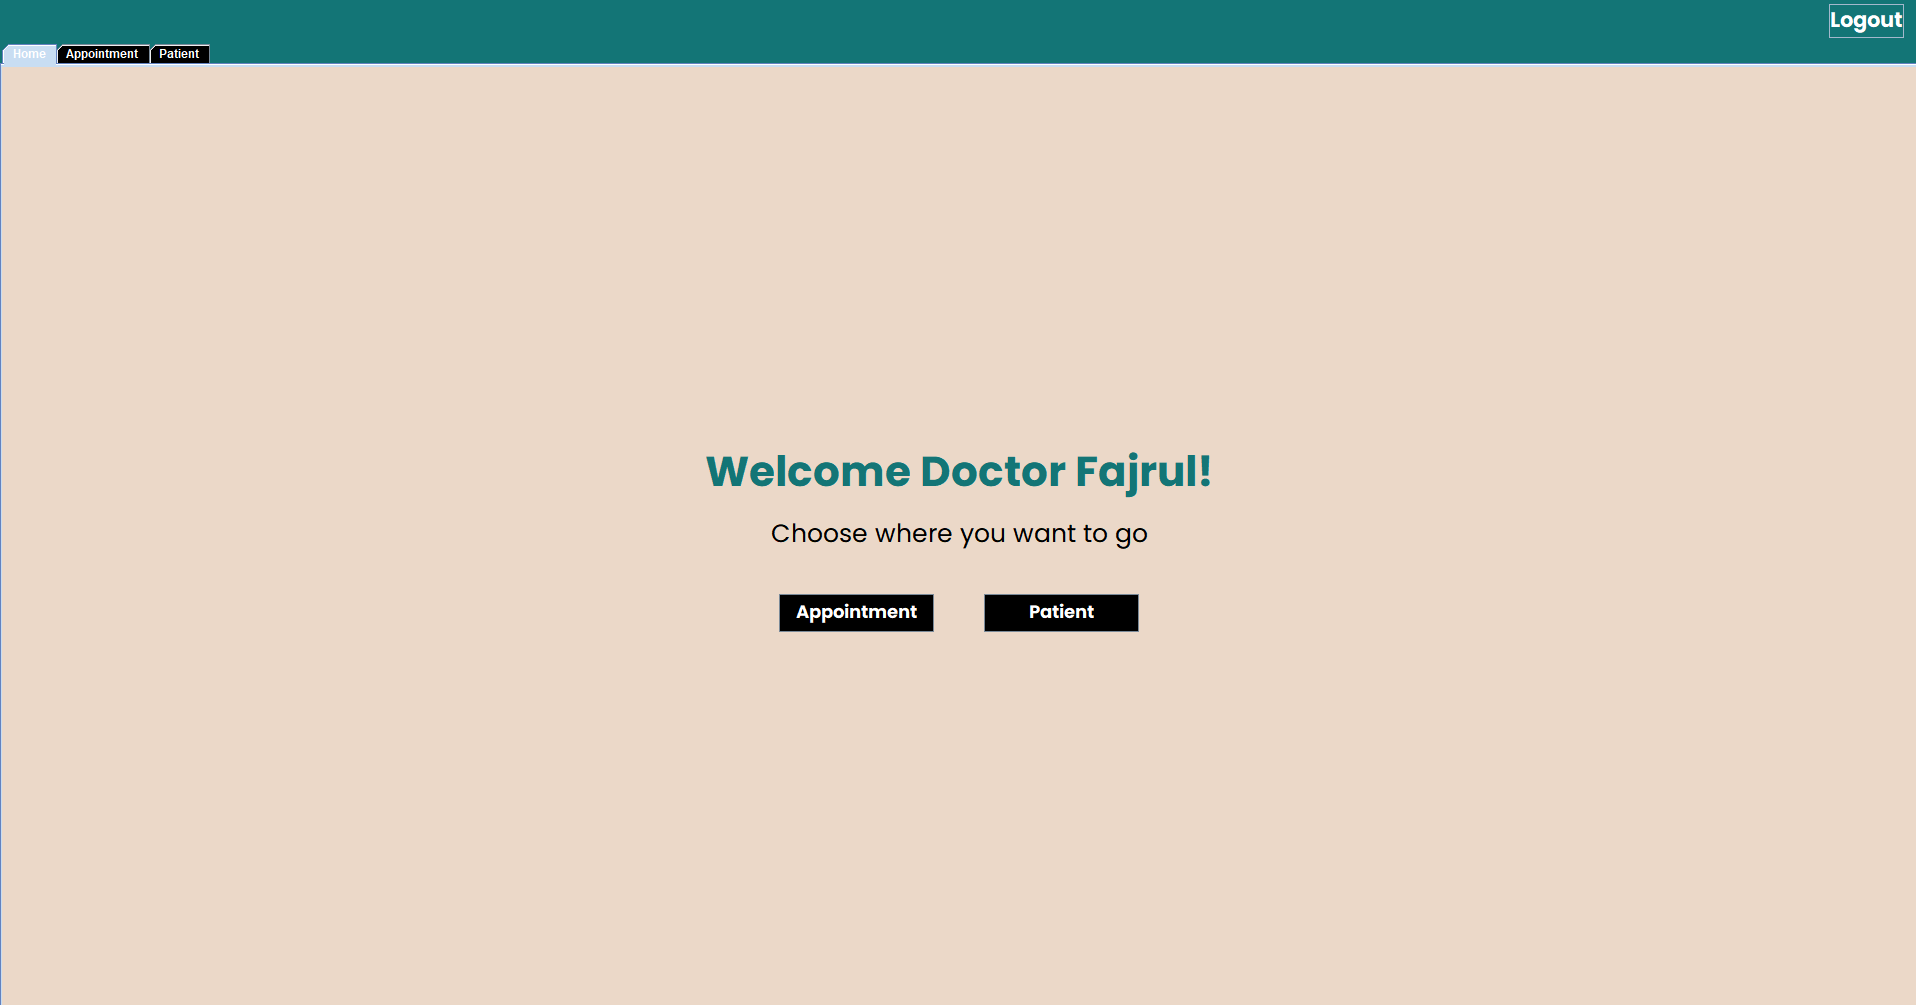 Logout
Home Appointment Patient
Welcome Doctor Fajrul!
Choose where you want to go
Appointment Patient